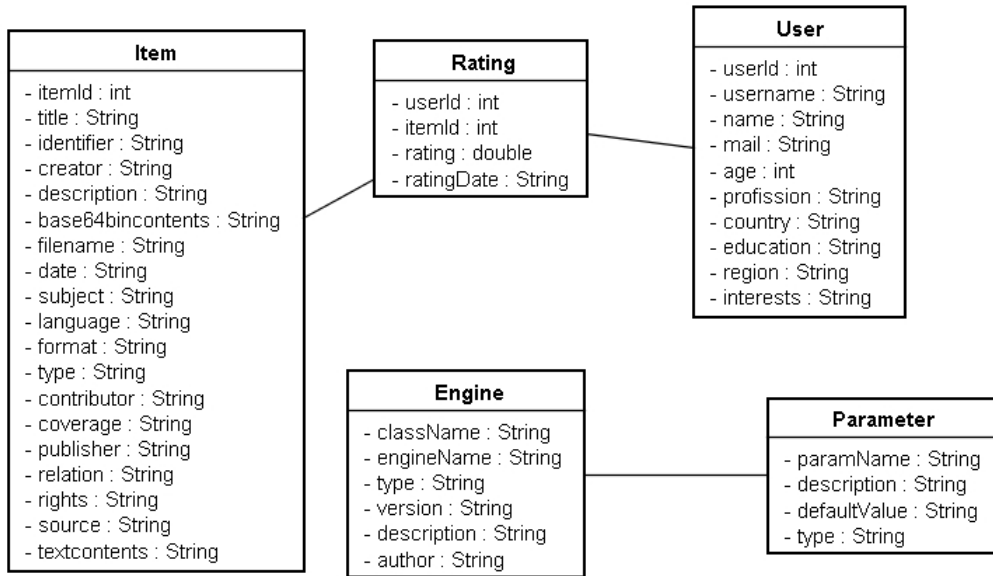 Item
- itemId : int
- title : String
- identifier : String
- creator : String
- description : String
- base64bincontents : String
- filename : String
- date : String
- subject : String
- language : String
- format : String
- type : String
- contributor : String
- coverage : String
- publisher : String
- relation : String
- rights : String
- source : String
- textcontents : String
Rating
- userId : int
- itemId : int
- rating : double
- ratingDate : String
User
- userId : int
- username : String
- name : String
- mail : String
- age : int
- profission : String
- country : String
- education : String
- region : String
- interests : String
Engine
- className : String
- engineName : String
- type : String
- version : String
- description : String
- author : String
Parameter
- paramName : String
- description : String
- defaultValue : String
- type : String